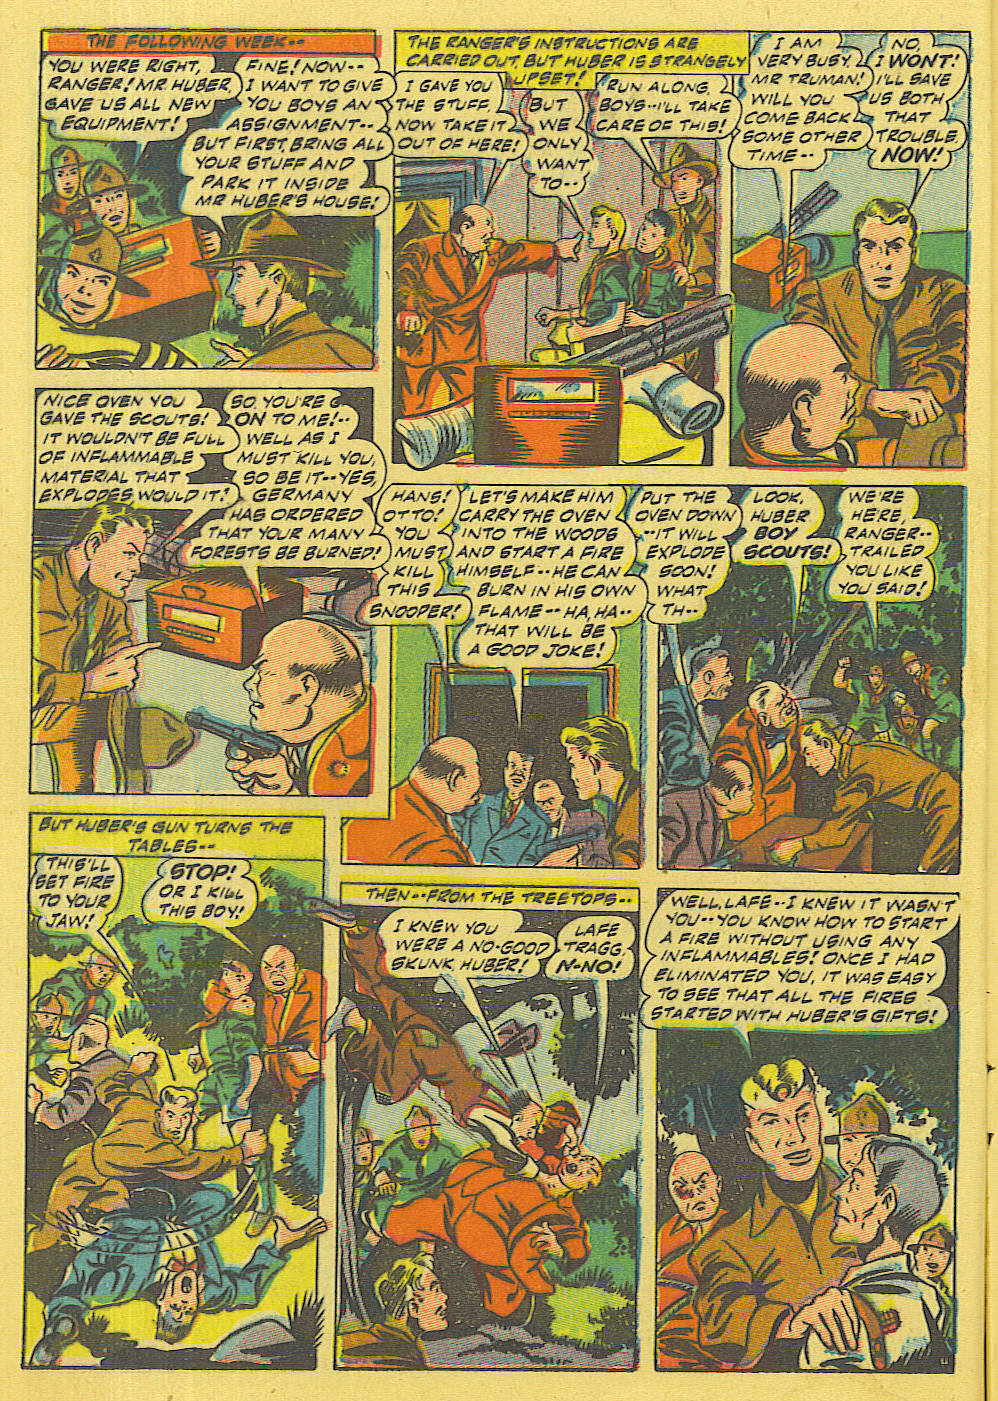 THE FOLLOWING WEEK--
YOU WERE RIGHT,
RANGER! MR. HUBER
GAVE US ALL NEW
EQUIPMENT!
FINE! NOW--
I WANT TO GIVE
YOU BOYS AN
ASSIGNMENT--
BUT FIRST, BRING ALL
YOUR STUFF AND
PARK IT INSIDE
MR HUBER'S HOUSE!
THE RANGER'S INSTRUCTIONS ARE
CARRIED OUT, BUT HUBER IS STRANGELY
UPSET!
I GAVE YOU
THE STUFF,
NOW TAKE IT
OUT OF HERE!
BUT
WE
ONLY
WANT
TO--
RUN ALONG,
BOYS--I'LL TAKE
CARE OF THIS!
I AM
VERY BUSY,
MR TRUMAN!
WILL YOU
COME BACK
SOME OTHER
TIME--
NO,
I WON'T!
I'LL SAVE
US BOTH
THAT
TROUBLE,
NOW!
NICE OVEN YOU
GAVE THE SCOUTS!
IT WOULDN'T BE FULL
OF INFLAMMABLE
MATERIAL THAT
EXPLODES WOULD IT?
SO, YOU'RE
ON TO ME!--
WELL AS I
MUST KILL YOU,
SO BE IT--YES,
GERMANY
HAS ORDERED
THAT YOUR MANY
FORESTS BE BURNED!
HANS!
OTTO!
YOU
MUST
KILL
THIS
SNOOPER!
LET'S MAKE HIM
CARRY THE OVEN
INTO THE WOODS
AND START A FIRE
HIMSELF--HE CAN
BURN IN HIS OWN
FLAME--HA, HA--
THAT WILL BE
A GOOD JOKE!
PUT THE
OVEN DOWN
--IT WILL
EXPLODE
SOON!
WHAT
TH--
LOOK,
HUBER
BOY
SCOUTS!
WE'RE
HERE,
RANGER--
TRAILED
YOU LIKE
YOU SAID!
BUT HUBER'S GUN TURNS THE
TABLES--
THIS'LL
SET FIRE
TO YOUR
JAW!
STOP!
OR I KILL
THIS BOY!
THEN--FROM THE TREETOPS--
I KNEW YOU
WERE A NO-GOOD
SKUNK, HUBER!
LAFE
TRAGG,
N-NO!
WELL, LAFE--I KNEW IT WASN'T
YOU--YOU KNOW HOW TO START
A FIRE WITHOUT USING ANY
INFLAMMABLES! ONCE I HAD
ELIMINATED YOU, IT WAS EASY
TO SEE THAT ALL THE FIRES
STARTED WITH HUBER'S GIFTS!